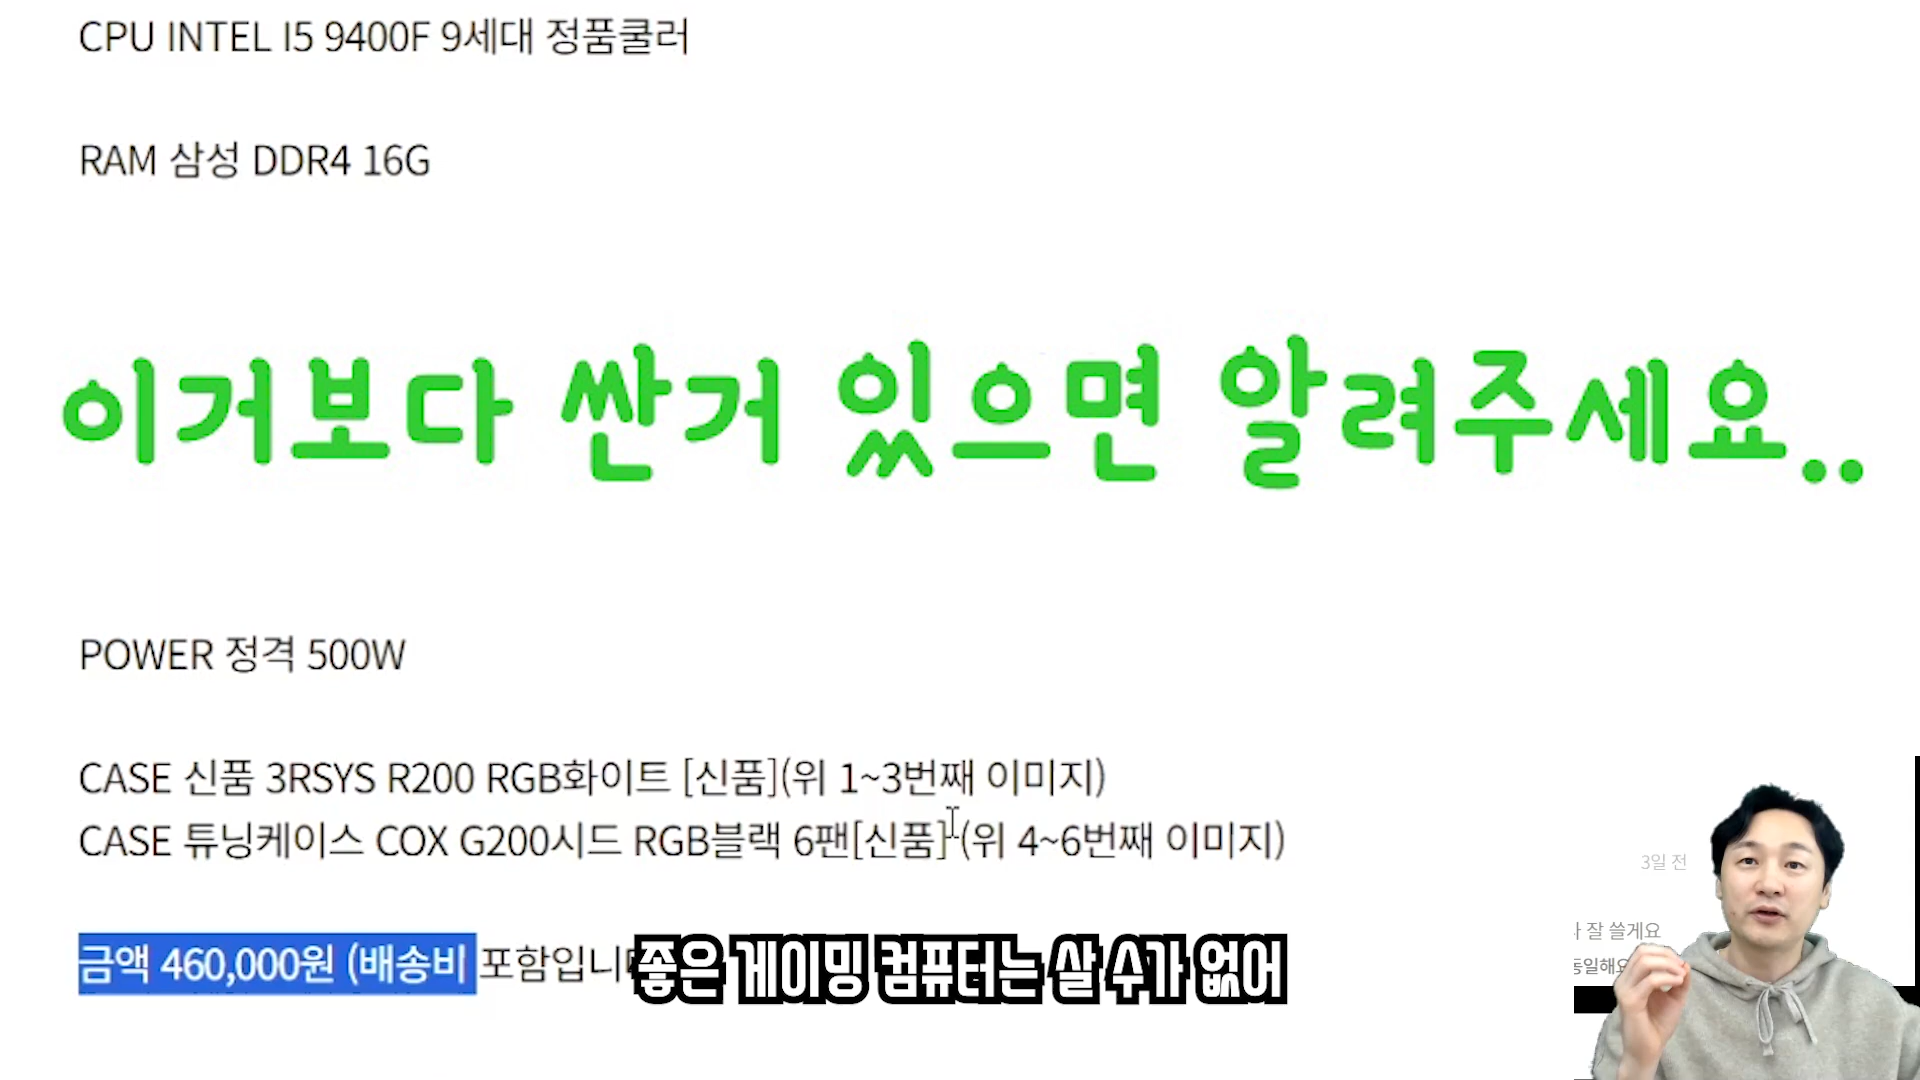 CPU INTEL I5 9400F 9세대 정품쿨러
RAM 삼성 DDR4 16G
이거보다 싼거 있으면 알려주세요..
POWER 정격 500W
CASE 신품 3RSYS R200 RGB화이트 [신품](위 1~3번째 이미지)
CASE 튜닝케이스 COX G200시드 RGB블랙 6팬[신품] (위 4~6번째 이미지)
3일 전
잘 쓸게요
금액 460,000원 (배송비 포함입니
좋은 게이밍 컴퓨터는 살 수가 없어